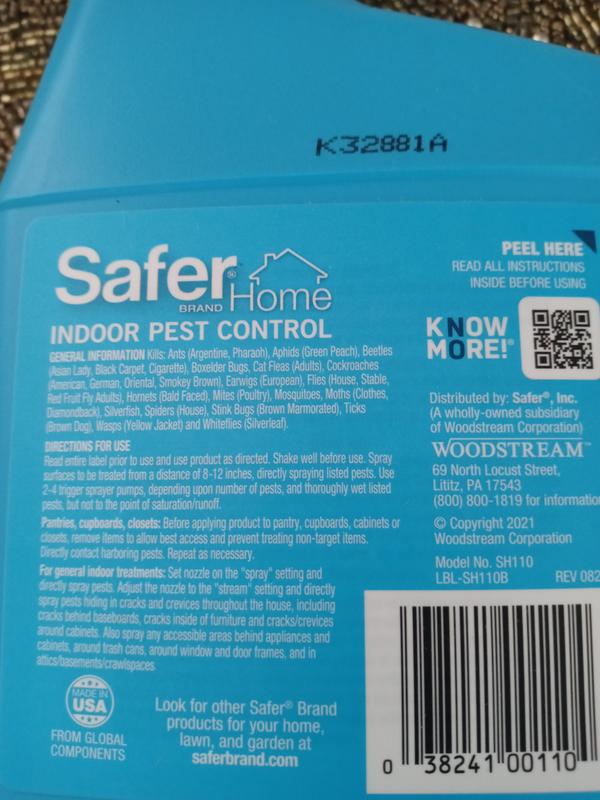 K32881A
Safer®
BRAND Home
INDOOR PEST CONTROL
GENERAL INFORMATION Kills: Ants (Argentine, Pharaoh), Aphids (Green Peach), Beetles
(Asian Lady, Black Carpet, Cigarette), Boxelder Bugs, Cat Fleas (Adults), Cockroaches
(American, German, Oriental, Smokey Brown), Earwigs (European), Flies (House, Stable,
Red Fruit Fly Adults), Hornets (Bald Faced), Mites (Poultry), Mosquitoes, Moths (Clothes,
Diamondback), Silverfish, Spiders (House), Stink Bugs (Brown Marmorated), Ticks
(Brown Dog), Wasps (Yellow Jacket) and Whiteflies (Silverleaf).
DIRECTIONS FOR USE
Read entire label prior to use and use product as directed. Shake well before use. Spray
surfaces to be treated from a distance of 8-12 inches, directly spraying listed pests. Use
2-4 trigger sprayer pumps, depending upon number of pests, and thoroughly wet listed
pests, but not to the point of saturation/runoff.
Pantries, cupboards, closets: Before applying product to pantry, cupboards, cabinets or
closets, remove items to allow best access and prevent treating non-target items.
Directly contact harboring pests. Repeat as necessary.
For general indoor treatments: Set nozzle on the "spray" setting and
directly spray pests. Adjust the nozzle to the "stream" setting and directly
spray pests hiding in cracks and crevices throughout the house, including
cracks behind baseboards, cracks inside of furniture and cracks/crevices
around cabinets. Also spray any accessible areas behind appliances and
cabinets, around trash cans, around window and door frames, and in
attics/basements/crawlspaces.
MADE IN
USA
FROM GLOBAL
COMPONENTS
Look for other Safer® Brand
products for your home,
lawn, and garden at
saferbrand.com
PEEL HERE
READ ALL INSTRUCTIONS
INSIDE BEFORE USING
KNOW
MORE!®
Distributed by: Safer®, Inc.
(A wholly-owned subsidiary
of Woodstream Corporation)
WOODSTREAM™
69 North Locust Street,
Lititz, PA 17543
(800) 800-1819 for information
© Copyright 2021
Woodstream Corporation
Model No. SH110
LBL-SH110B REV 082
0 38241 00110